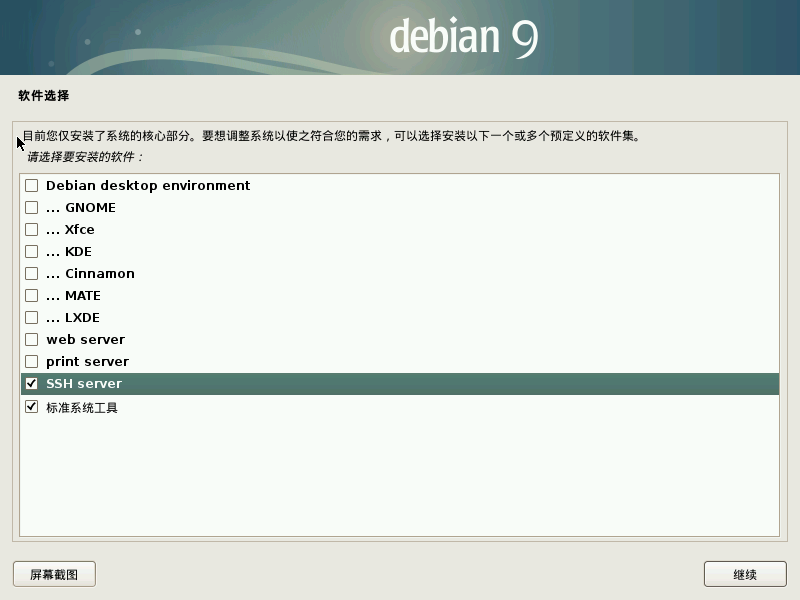 debian 9
软件选择
目前您仅安装了系统的核心部分。要想调整系统以使之符合您的需求，可以选择安装以下一个或多个预定义的软件集。
请选择要安装的软件：
Debian desktop environment
... GNOME
... Xfce
... KDE
... Cinnamon
... MATE
... LXDE
web server
print server
SSH server
标准系统工具
屏幕截图
继续